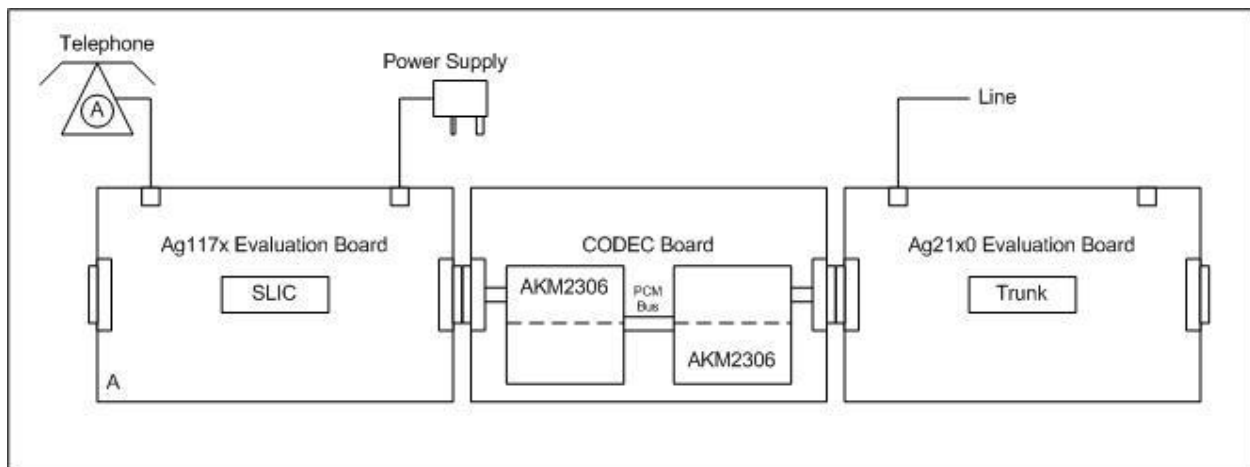 Telephone
A
Power Supply
Line
Ag117x Evaluation Board
SLIC
A
CODEC Board
AKM2306
PCM
Bus
AKM2306
Ag21x0 Evaluation Board
Trunk